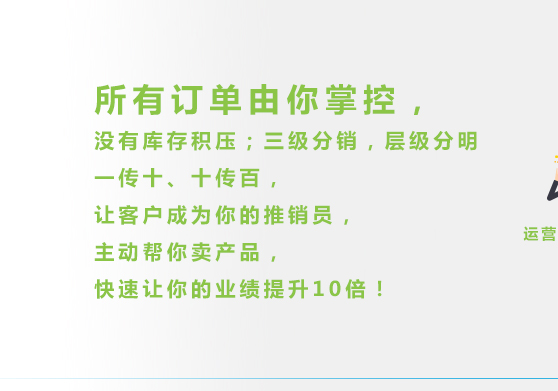 所有订单由你掌控，
没有库存积压；三级分销，层级分明
一传十、十传百，
让客户成为你的推销员，
主动帮你卖产品，
快速让你的业绩提升10倍！
运营